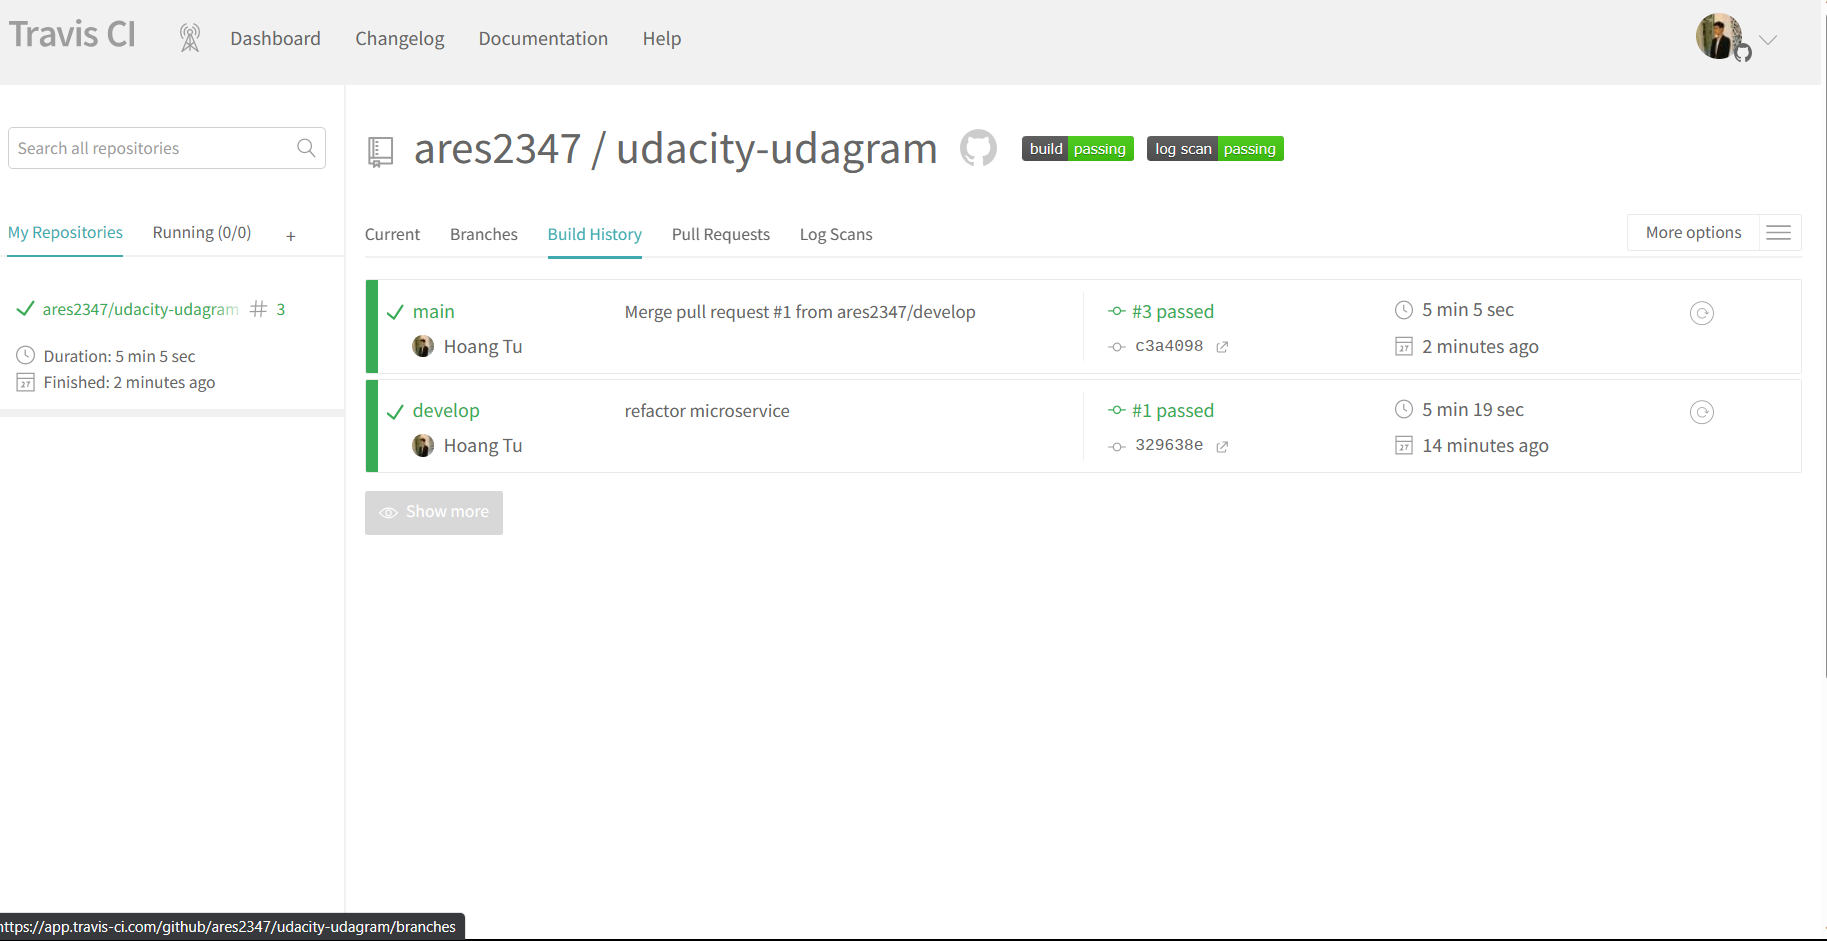 Travis CI Dashboard Changelog Documentation Help
Search all repositories
My Repositories Running (0/0) +
ares2347/udacity-udagram # 3
Duration: 5 min 5 sec
27 Finished: 2 minutes ago
ares2347 / udacity-udagram build passing log scan passing
Current Branches Build History Pull Requests Log Scans More options
main Merge pull request #1 from ares2347/develop #3 passed 5 min 5 sec
Hoang Tu c3a4098 27 2 minutes ago
develop refactor microservice #1 passed 5 min 19 sec
Hoang Tu 329638e 27 14 minutes ago
Show more
https://app.travis-ci.com/github/ares2347/udacity-udagram/branches